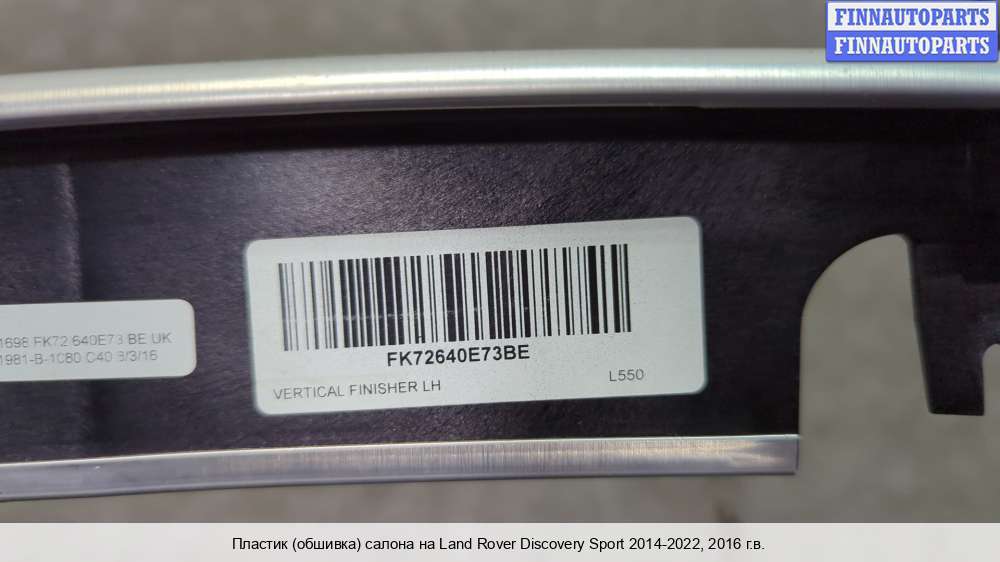 FINNAUTOPARTS
FINNAUTOPARTS
1698 FK72 640E73 BE UK
1981-B-1080 C40 8/3/16
FK72640E73BE
VERTICAL FINISHER LH L550
Пластик (обшивка) салона на Land Rover Discovery Sport 2014-2022, 2016 г.в.